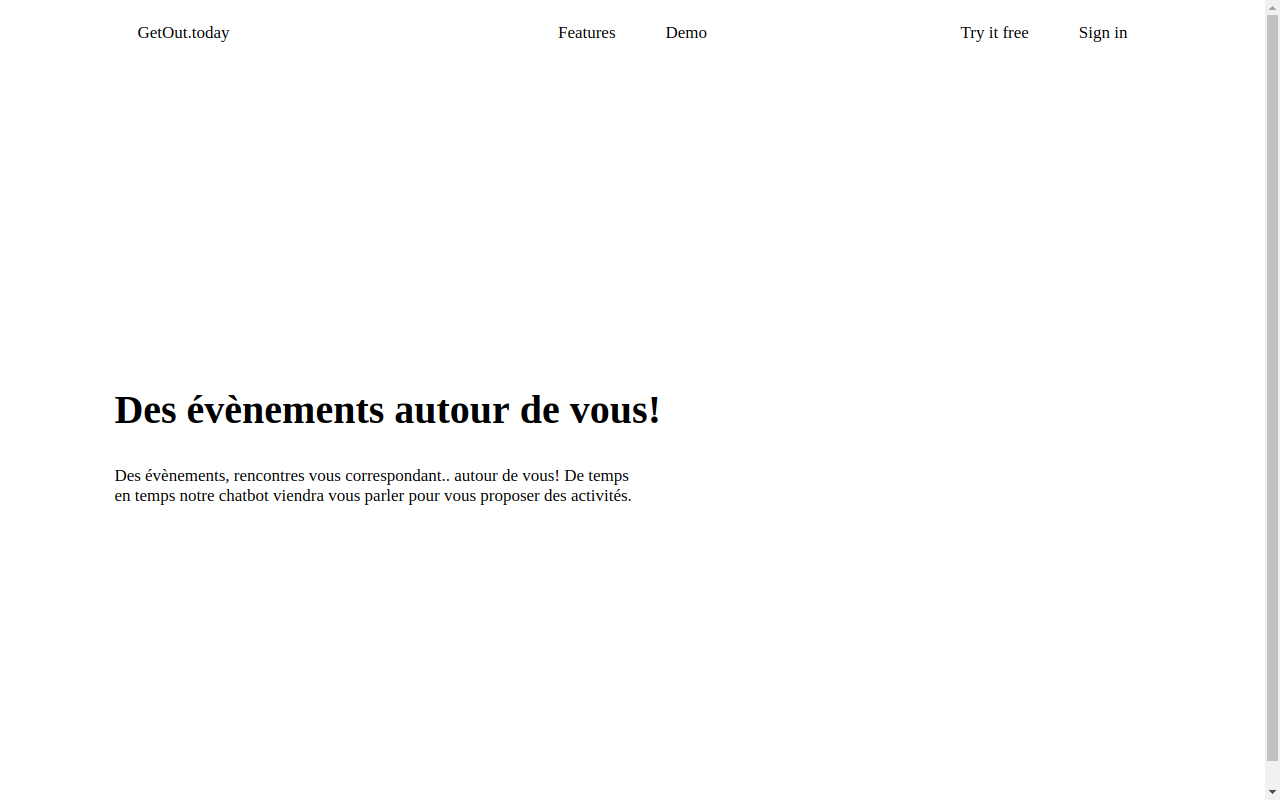 GetOut.today
Features
Demo
Try it free
Sign in
Des évènements autour de vous!
Des évènements, rencontres vous correspondant.. autour de vous! De temps
en temps notre chatbot viendra vous parler pour vous proposer des activités.